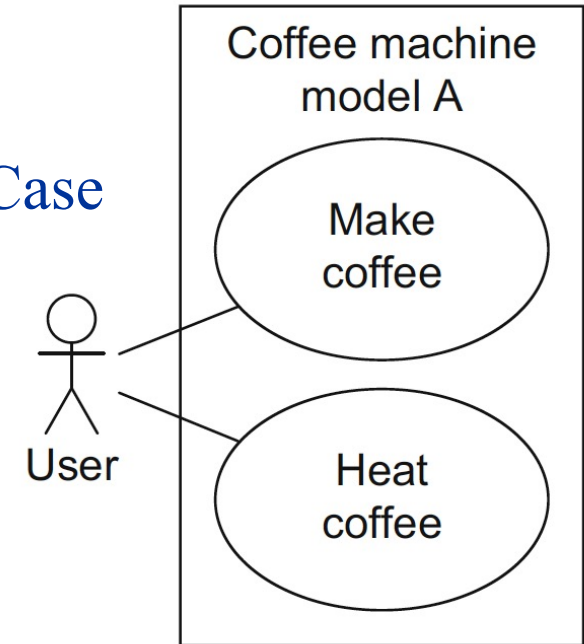 Coffee machine
model A
Case
Make
coffee
User
Heat
coffee